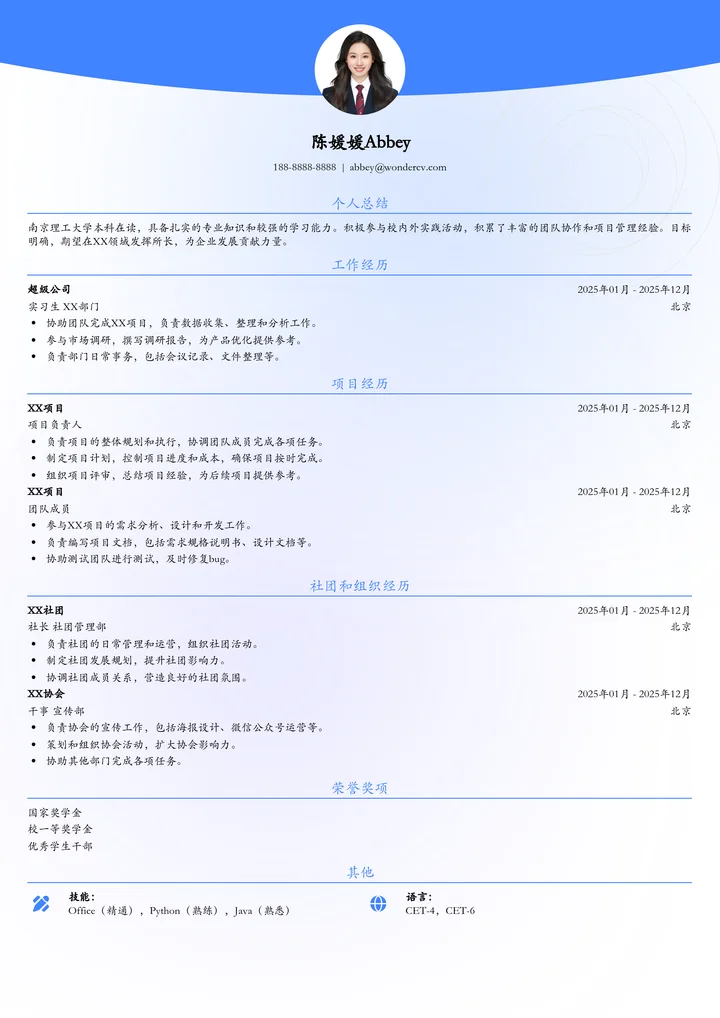 陈媛媛Abbey
188-8888-8888 | abbey@wondercv.com
个人总结
南京理工大学本科在读，具备扎实的专业知识和较强的学习能力。积极参与校内外实践活动，积累了丰富的团队协作和项目管理经验。目标
明确，期望在XX领域发挥所长，为企业发展贡献力量。
工作经历
超级公司 2025年01月 - 2025年12月
实习生 XX部门 北京
• 协助团队完成XX项目，负责数据收集、整理和分析工作。
• 参与市场调研，撰写调研报告，为产品优化提供参考。
• 负责部门日常事务，包括会议记录、文件整理等。
项目经历
XX项目 2025年01月 - 2025年12月
项目负责人 北京
• 负责项目的整体规划和执行，协调团队成员完成各项任务。
• 制定项目计划，控制项目进度和成本，确保项目按时完成。
• 组织项目评审，总结项目经验，为后续项目提供参考。
XX项目 2025年01月 - 2025年12月
团队成员 北京
• 参与XX项目的需求分析、设计和开发工作。
• 负责编写项目文档，包括需求规格说明书、设计文档等。
• 协助测试团队进行测试，及时修复bug。
社团和组织经历
XX社团 2025年01月 - 2025年12月
社长 社团管理部 北京
• 负责社团的日常管理和运营，组织社团活动。
• 制定社团发展规划，提升社团影响力。
• 协调社团成员关系，营造良好的社团氛围。
XX协会 2025年01月 - 2025年12月
干事 宣传部 北京
• 负责协会的宣传工作，包括海报设计、微信公众号运营等。
• 策划和组织协会活动，扩大协会影响力。
• 协助其他部门完成各项任务。
荣誉奖项
国家奖学金
校一等奖学金
优秀学生干部
其他
技能：
Office（精通），Python（熟练），Java（熟悉）
语言：
CET-4，CET-6